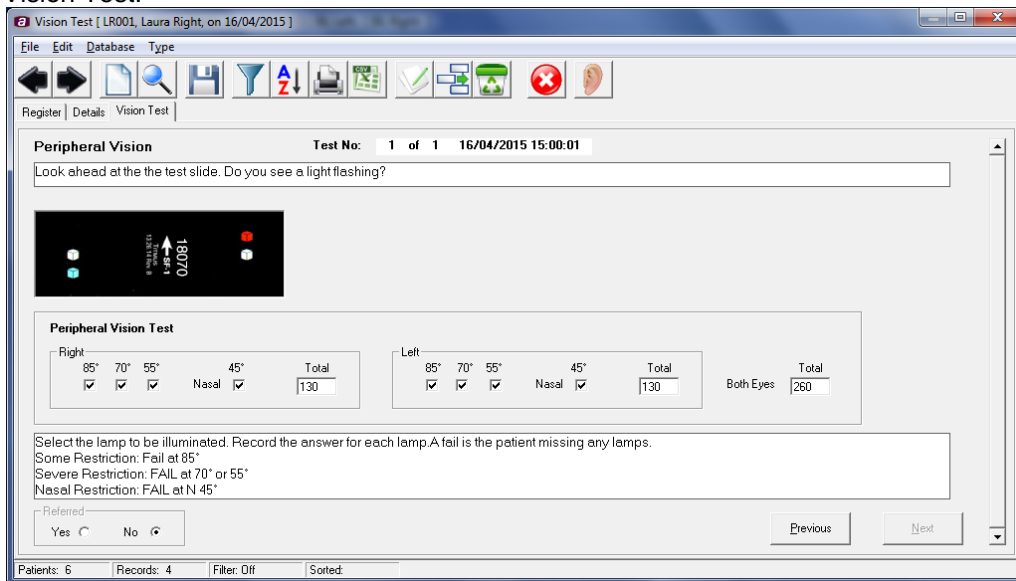 Vision Test.
Vision Test [ LR001, Laura Right, on 16/04/2015 ]
File Edit Database Type
Register Details Vision Test
Peripheral Vision Test No: 1 of 1 16/04/2015 15:00:01
Look ahead at the the test slide. Do you see a light flashing?
18070
SF-1
Titmus
Peripheral Vision Test
Right Left
85° 70° 55° 45° Total 85° 70° 55° 45° Total Total
Nasal 130 Nasal 130 Both Eyes 260
Select the lamp to be illuminated. Record the answer for each lamp.A fail is the patient missing any lamps.
Some Restriction: Fail at 85°
Severe Restriction: FAIL at 70° or 55°
Nasal Restriction: FAIL at N 45°
Referred
Yes No Previous Next
Patients: 6 Records: 4 Filter: Off Sorted: